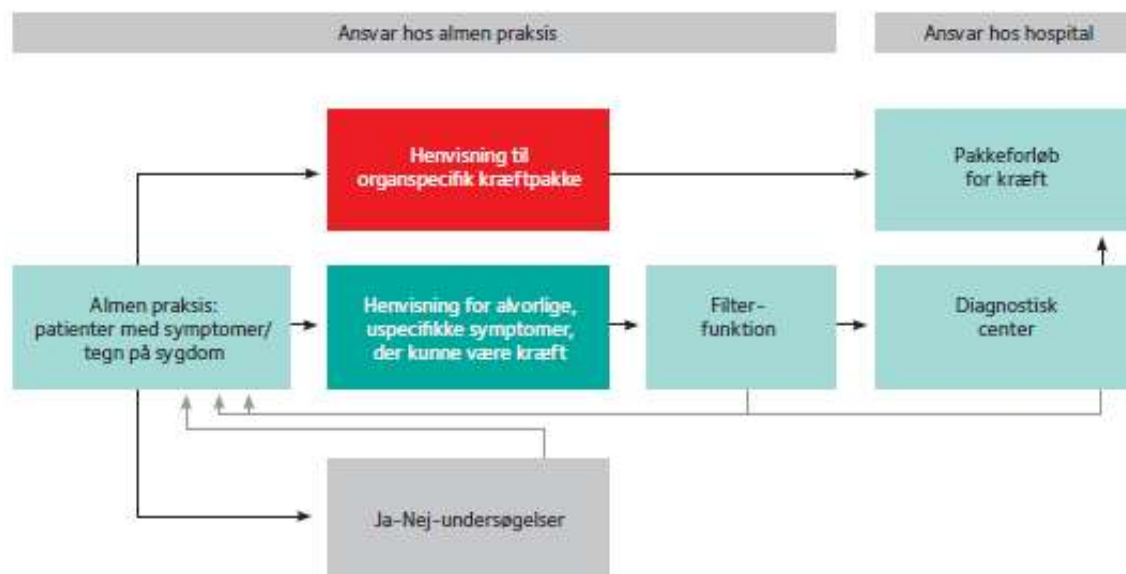 Ansvar hos almen praksis
Ansvar hos hospital
Henvisning til
organspecifik kræftpakke
Pakkeforløb
for kræft
Almen praksis:
patienter med symptomer/
tegn på sygdom
Henvisning for alvorlige,
uspecifikke symptomer,
der kunne være kræft
Filter-
funktion
Diagnostisk
center
Ja-Nej-undersøgelser